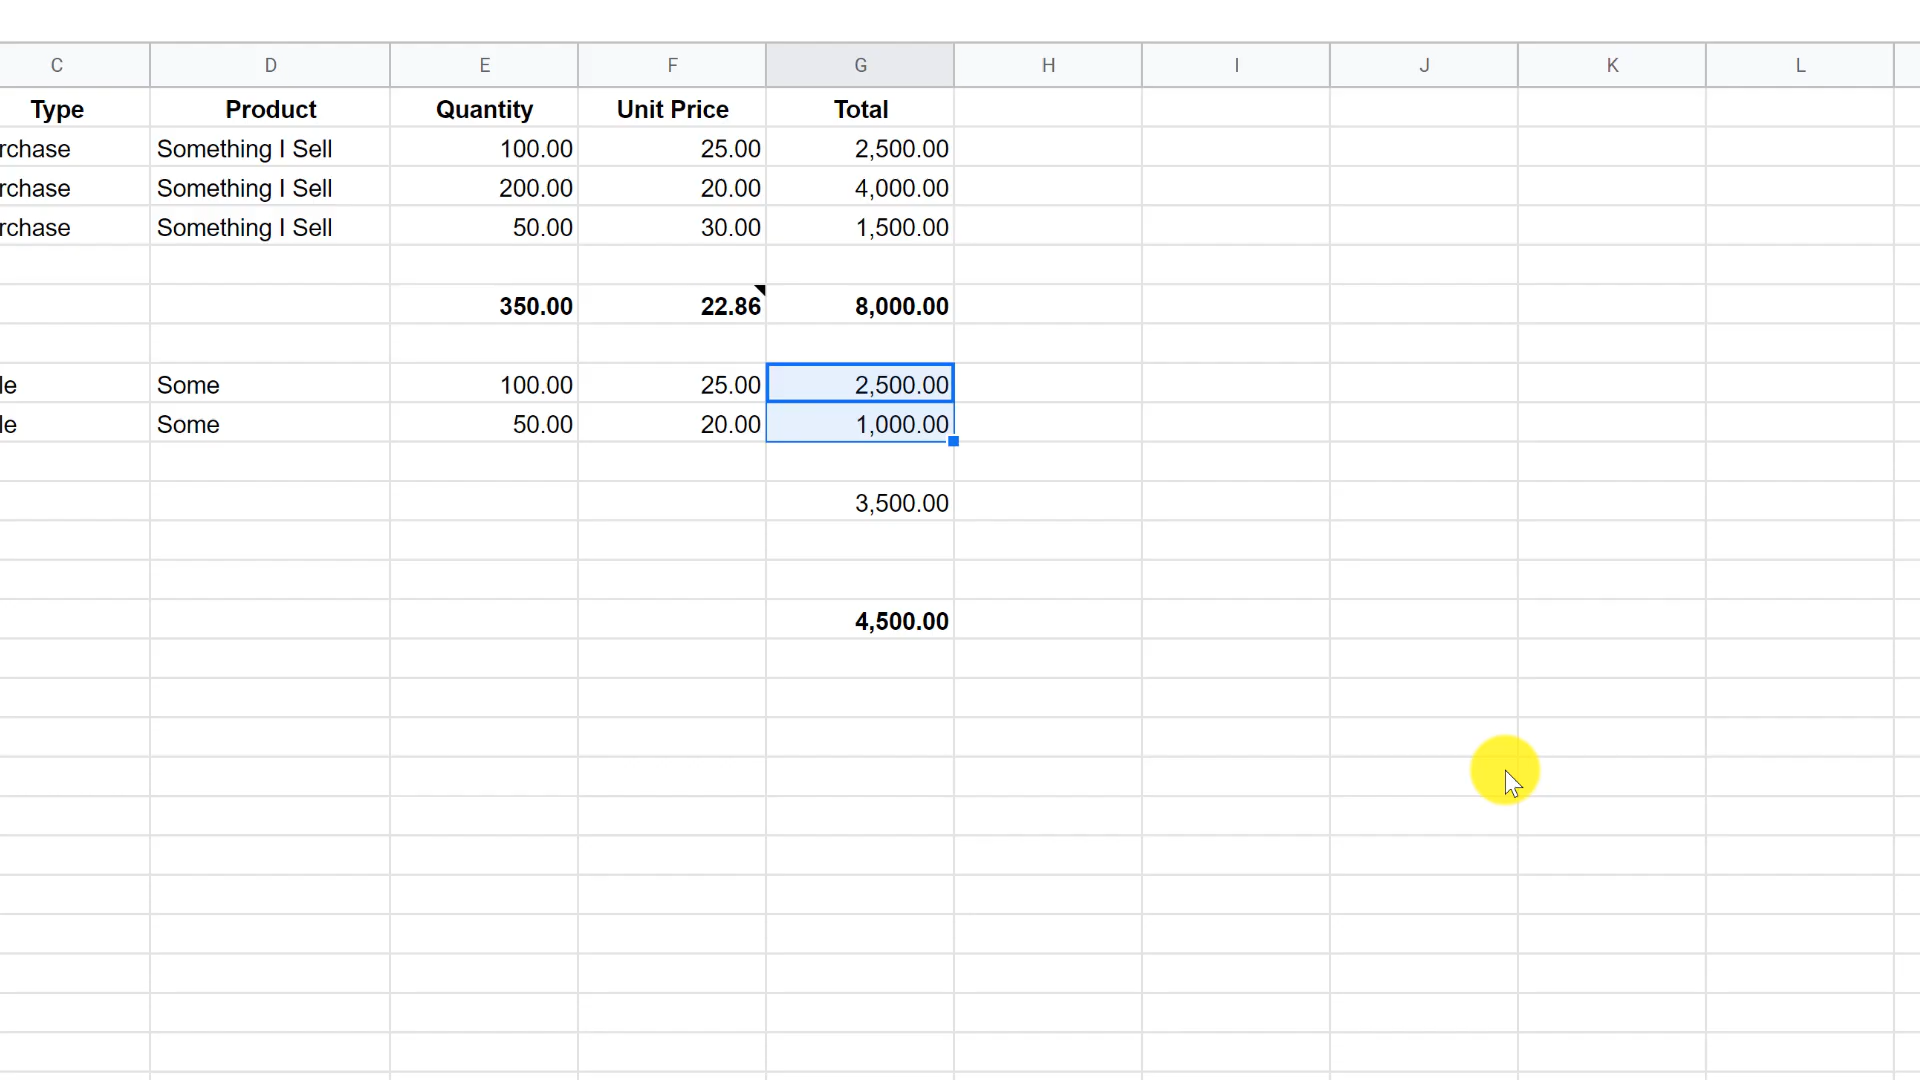 C D E F G H I J K L
Type Product Quantity Unit Price Total
rchase Something I Sell 100.00 25.00 2,500.00
rchase Something I Sell 200.00 20.00 4,000.00
rchase Something I Sell 50.00 30.00 1,500.00
350.00 22.86 8,000.00
le Some 100.00 25.00 2,500.00
le Some 50.00 20.00 1,000.00
3,500.00
4,500.00